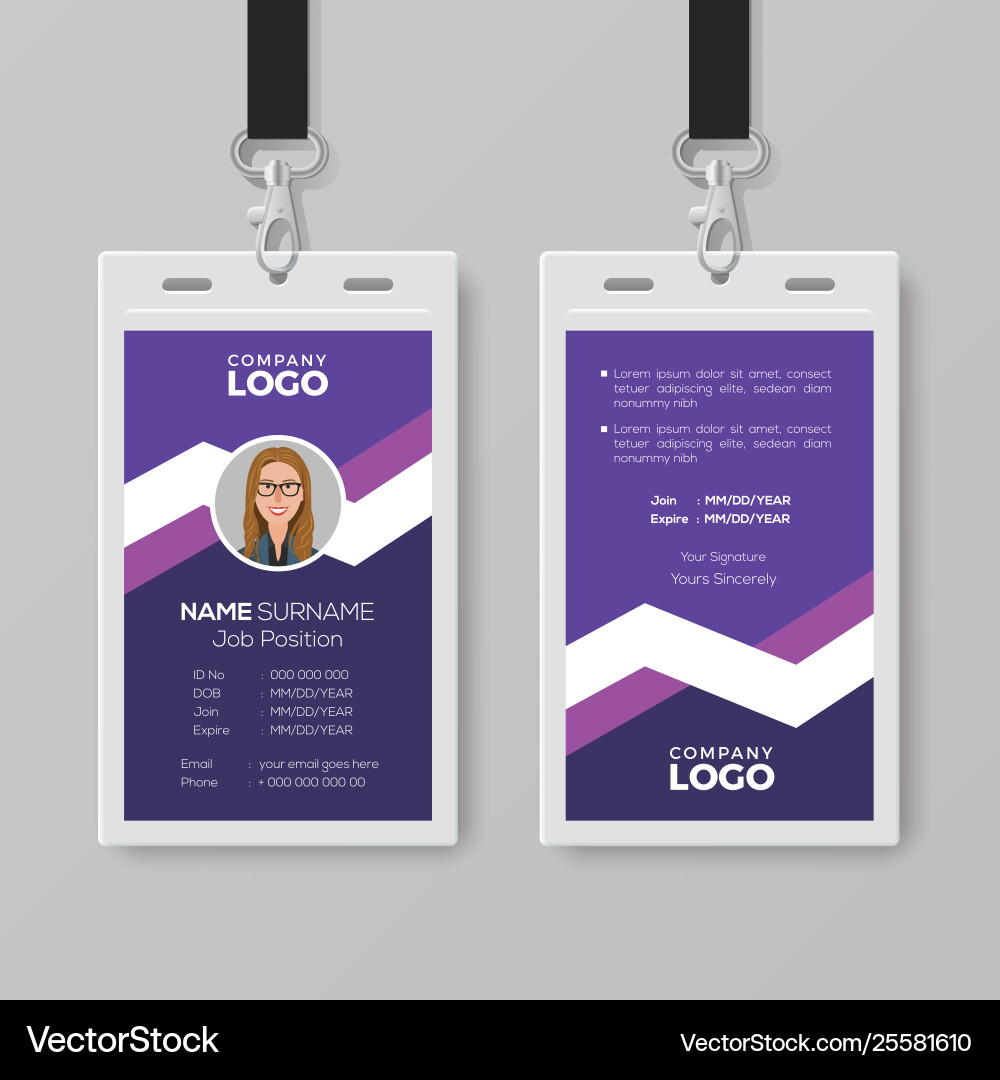 COMPANY
LOGO
NAME SURNAME
Job Position
ID No : 000 000 000
DOB : MM/DD/YEAR
Join : MM/DD/YEAR
Expire : MM/DD/YEAR
Email : your email goes here
Phone : + 000 000 000 00
Lorem ipsum dolor sit amet, consect
tetuer adipiscing elite, sedean diam
nonummy nibh
Lorem ipsum dolor sit amet, consect
tetuer adipiscing elite, sedean diam
nonummy nibh
Join : MM/DD/YEAR
Expire : MM/DD/YEAR
Your Signature
Yours Sincerely
COMPANY
LOGO
VectorStock
VectorStock.com/25581610